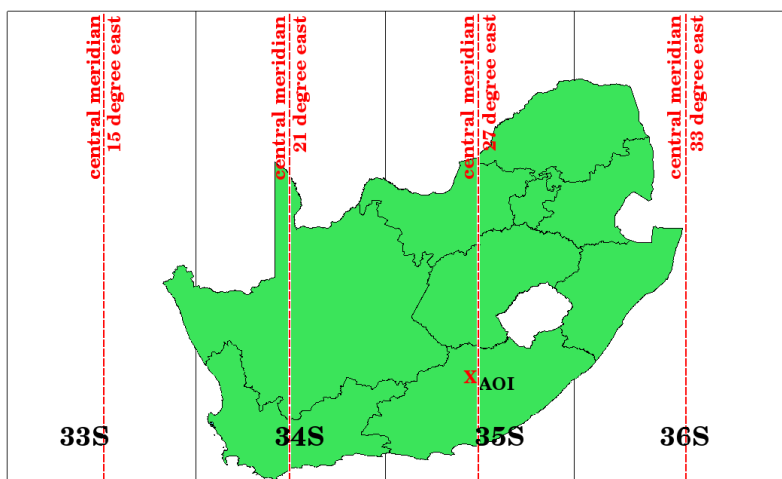 central meridian
15 degree east
central meridian
21 degree east
central meridian
27 degree east
central meridian
33 degree east
X
AOI
33S
34S
35S
36S